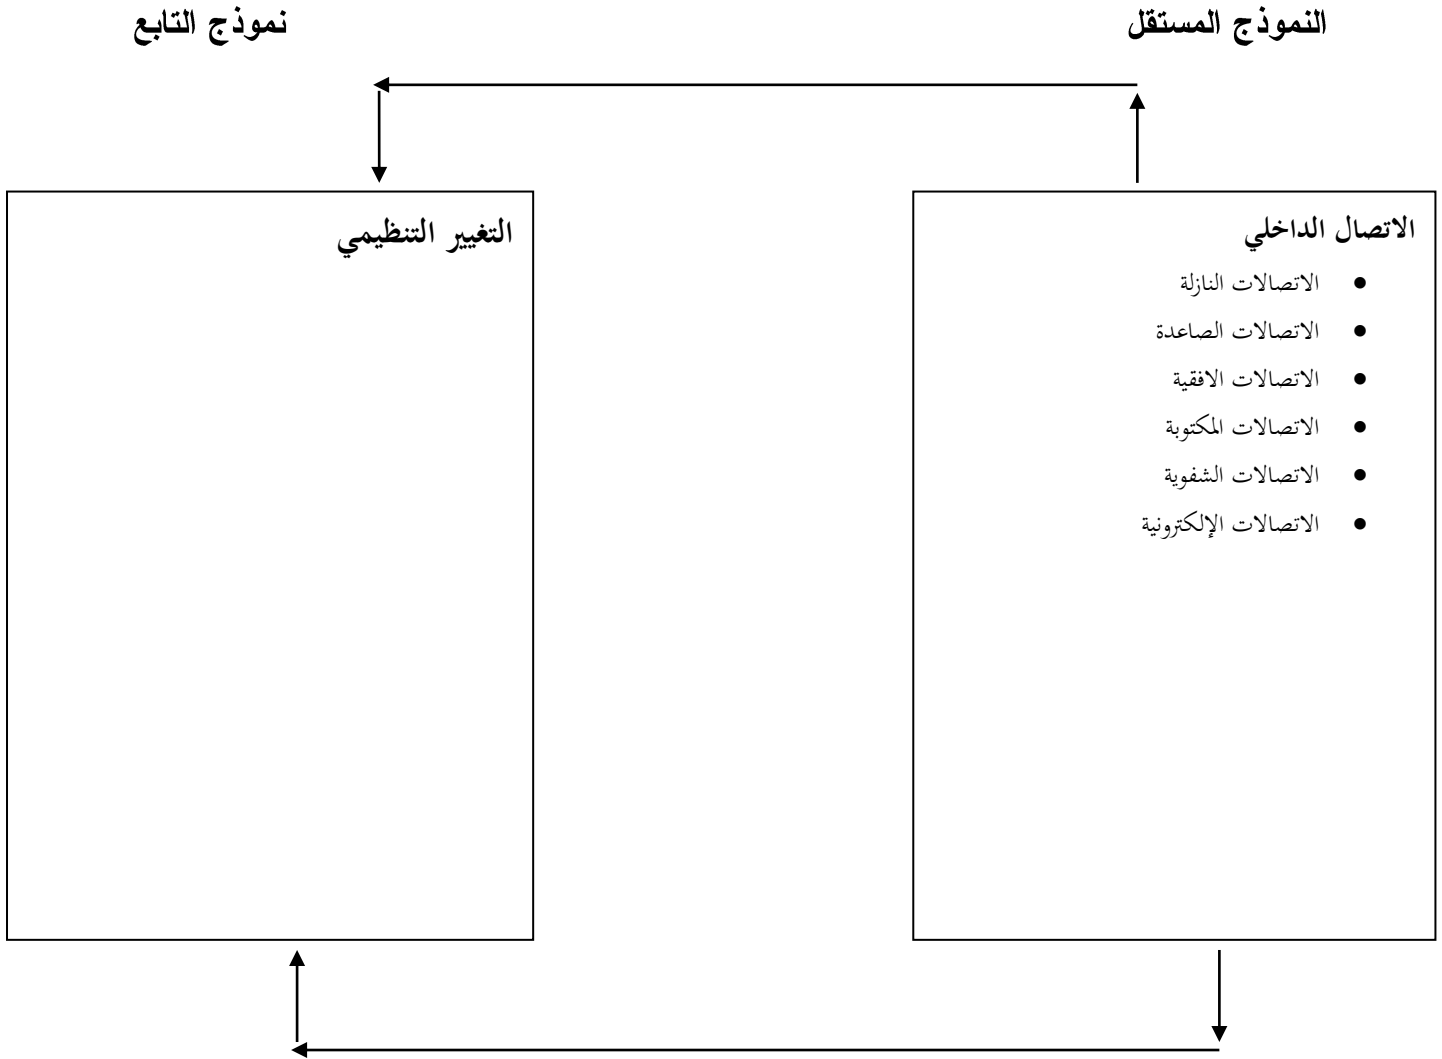 النموذج المستقل
نموذج التابع
الاتصال الداخلي
● الاتصالات النازلة
● الاتصالات الصاعدة
● الاتصالات الافقية
● الاتصالات المكتوبة
● الاتصالات الشفوية
● الاتصالات الإلكترونية
التغيير التنظيمي